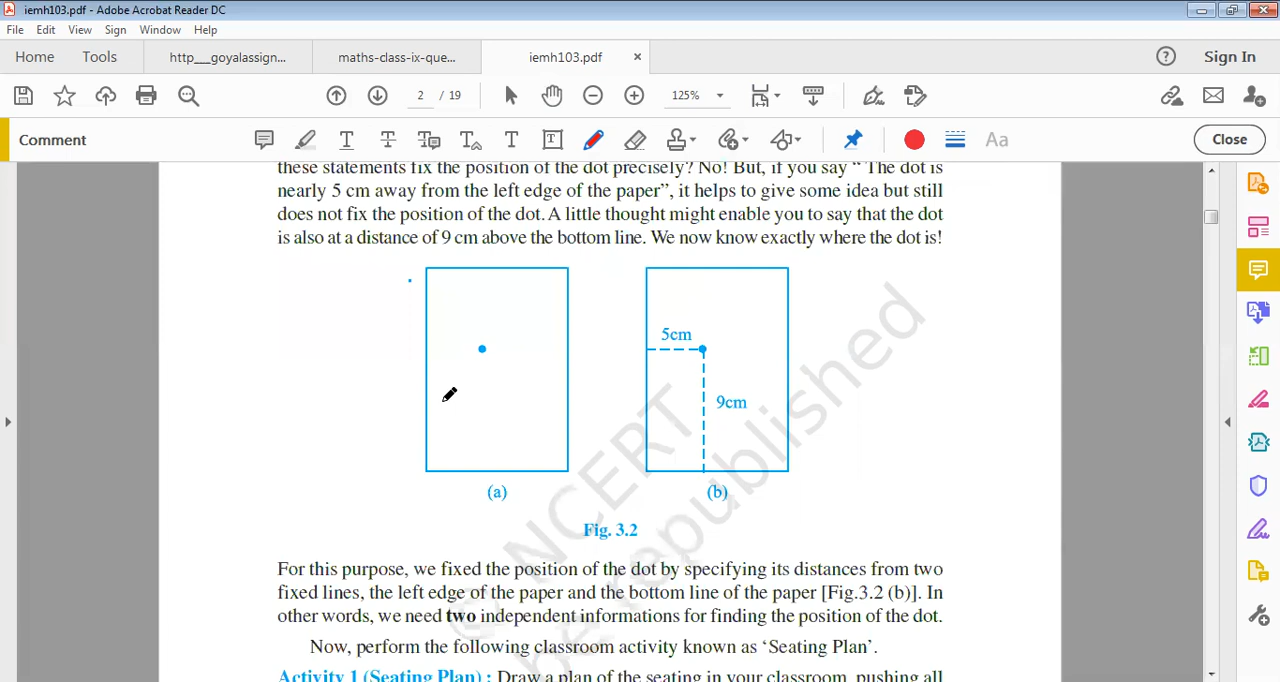 iemh103.pdf - Adobe Acrobat Reader DC
File Edit View Sign Window Help
Home Tools http___goyalassign... maths-class-ix-que... iemh103.pdf × Sign In
2 / 19 125%
Comment Aa Close
these statements fix the position of the dot precisely? No! But, if you say “ The dot is
nearly 5 cm away from the left edge of the paper”, it helps to give some idea but still
does not fix the position of the dot. A little thought might enable you to say that the dot
is also at a distance of 9 cm above the bottom line. We now know exactly where the dot is!
5cm
9cm
(a) (b)
Fig. 3.2
© NCERT
be republished
For this purpose, we fixed the position of the dot by specifying its distances from two
fixed lines, the left edge of the paper and the bottom line of the paper [Fig.3.2 (b)]. In
other words, we need two independent informations for finding the position of the dot.
Now, perform the following classroom activity known as ‘Seating Plan’.
Activity 1 (Seating Plan) : Draw a plan of the seating in your classroom, pushing all